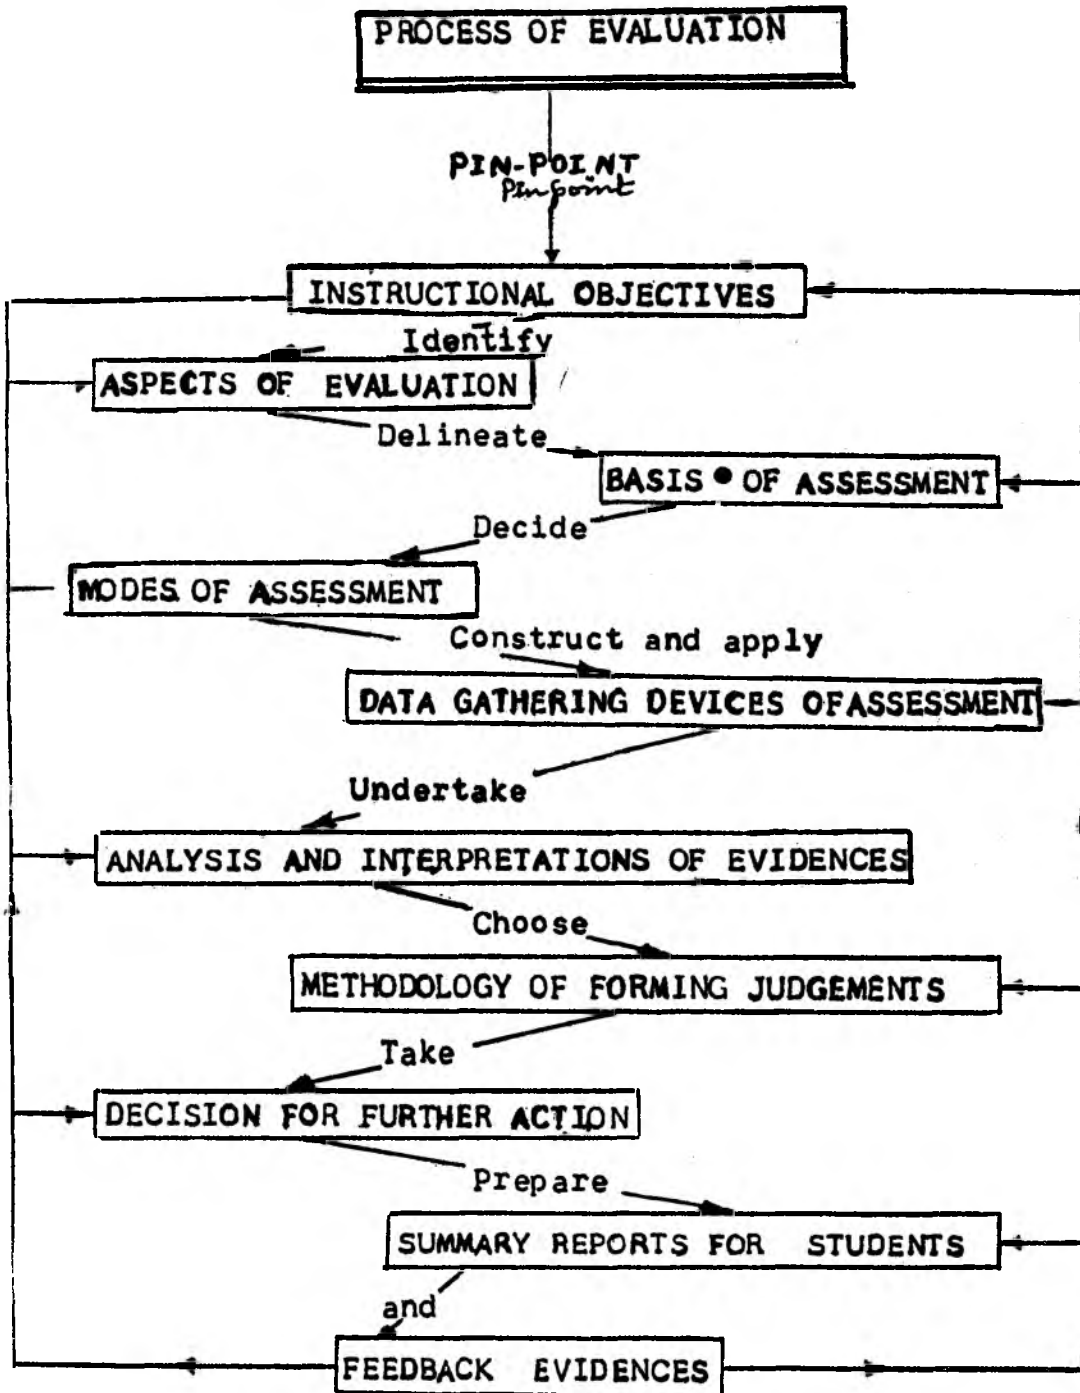 PROCESS OF EVALUATION
PIN-POINT
Pinpoint
INSTRUCTIONAL OBJECTIVES
Identify
ASPECTS OF EVALUATION
Delineate
BASIS OF ASSESSMENT
Decide
MODES OF ASSESSMENT
Construct and apply
DATA GATHERING DEVICES OF ASSESSMENT
Undertake
ANALYSIS AND INTERPRETATIONS OF EVIDENCES
Choose
METHODOLOGY OF FORMING JUDGEMENTS
Take
DECISION FOR FURTHER ACTION
Prepare
SUMMARY REPORTS FOR STUDENTS
and
FEEDBACK EVIDENCES